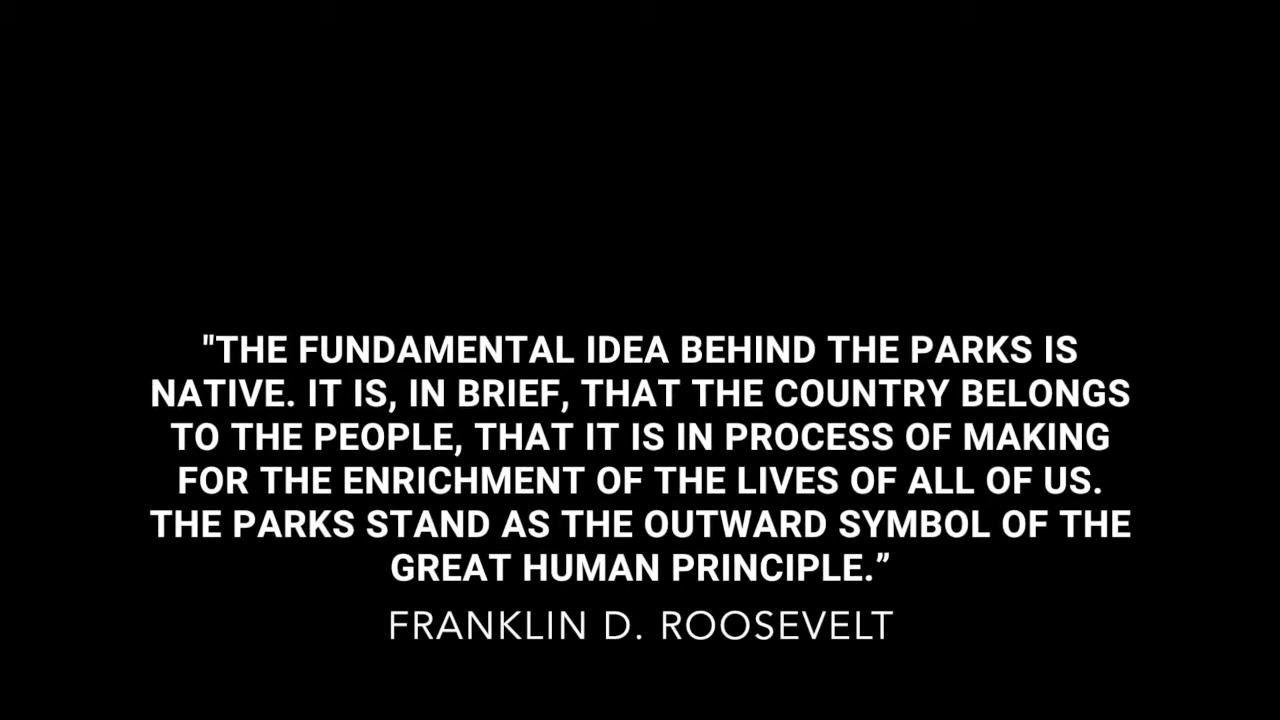 "THE FUNDAMENTAL IDEA BEHIND THE PARKS IS
NATIVE. IT IS, IN BRIEF, THAT THE COUNTRY BELONGS
TO THE PEOPLE, THAT IT IS IN PROCESS OF MAKING
FOR THE ENRICHMENT OF THE LIVES OF ALL OF US.
THE PARKS STAND AS THE OUTWARD SYMBOL OF THE
GREAT HUMAN PRINCIPLE.”
FRANKLIN D. ROOSEVELT